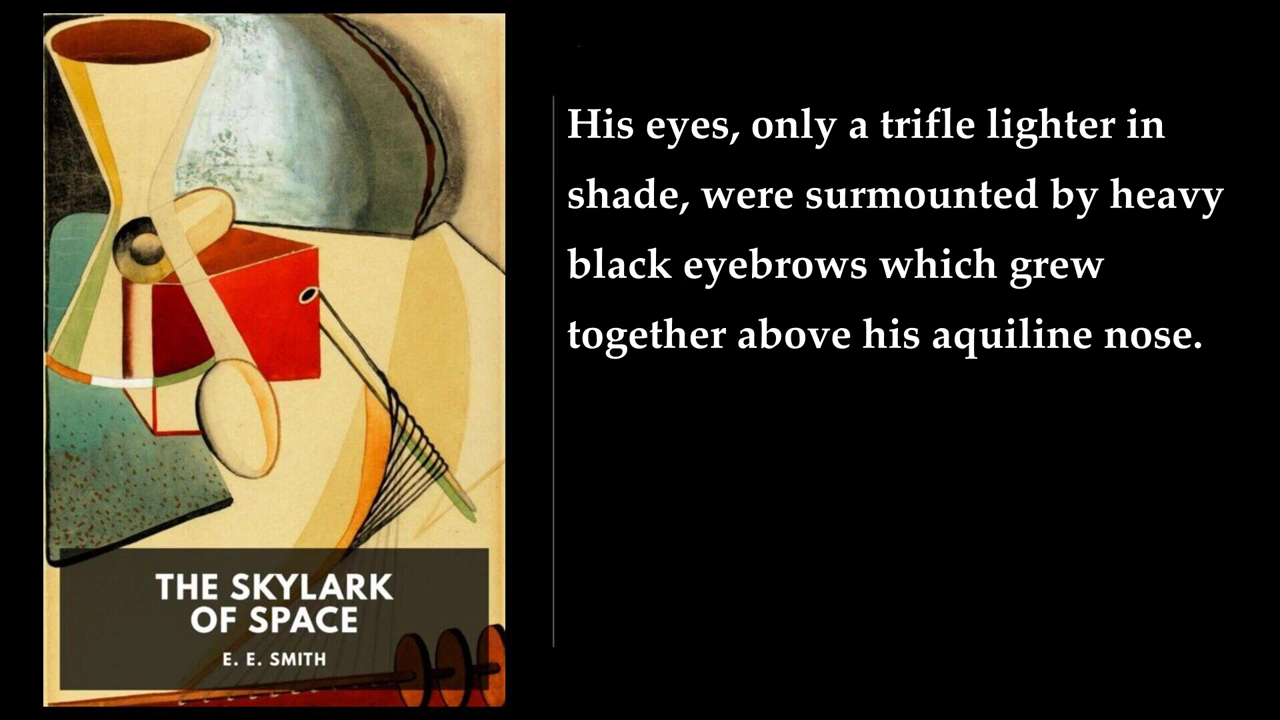 THE SKYLARK
OF SPACE
E. E. SMITH
His eyes, only a trifle lighter in
shade, were surmounted by heavy
black eyebrows which grew
together above his aquiline nose.